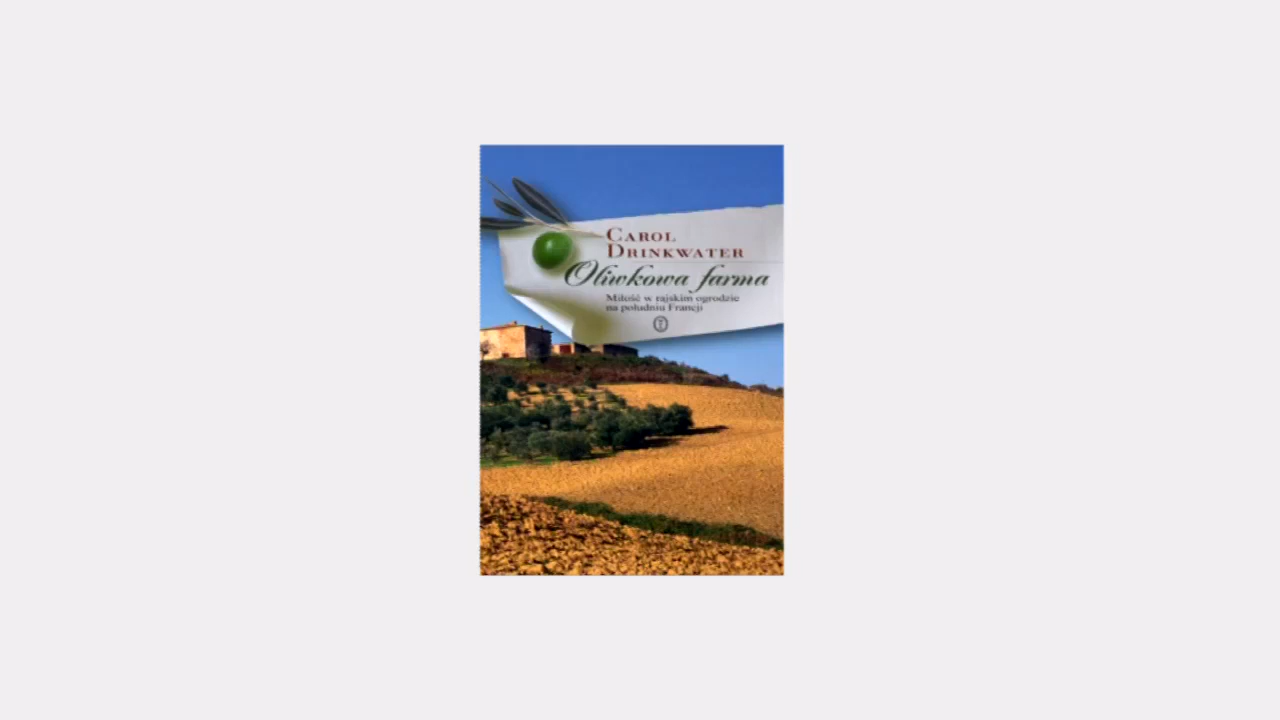 CAROL
DRINKWATER
Oliwkowa farma
Miłość w rajskim ogrodzie
na południu Francji